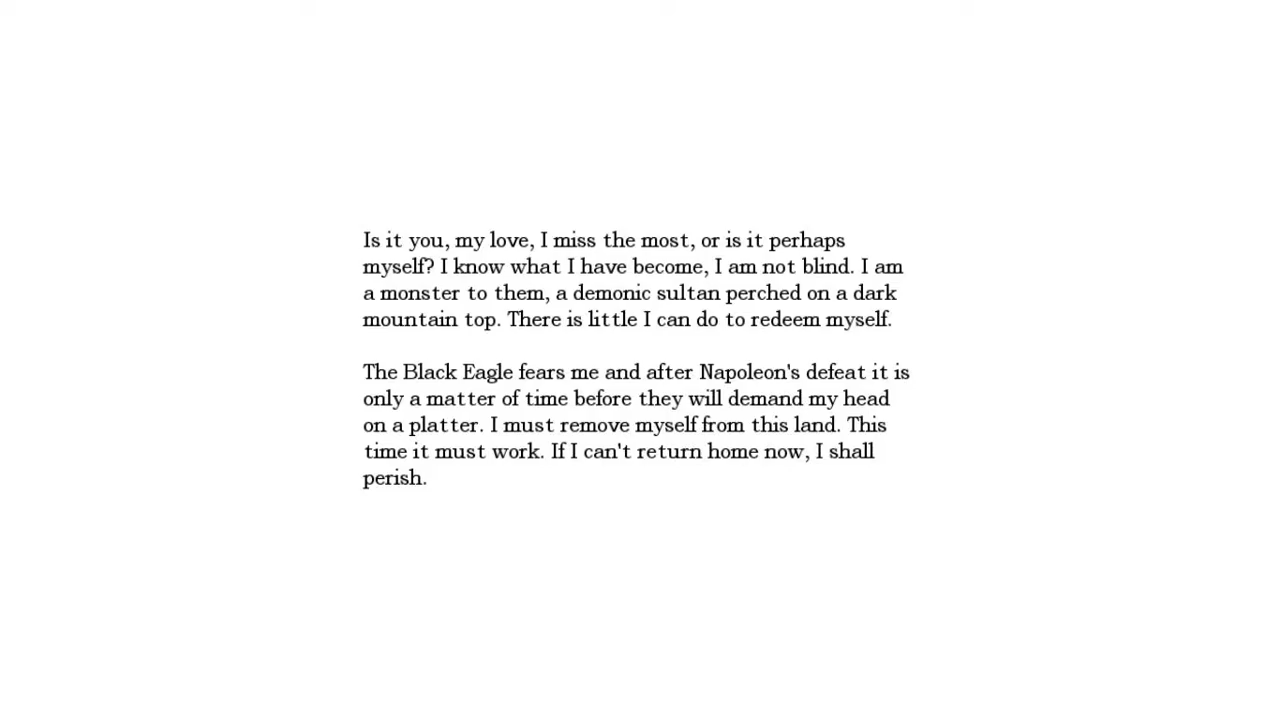 Is it you, my love, I miss the most, or is it perhaps
myself? I know what I have become, I am not blind. I am
a monster to them, a demonic sultan perched on a dark
mountain top. There is little I can do to redeem myself.
The Black Eagle fears me and after Napoleon's defeat it is
only a matter of time before they will demand my head
on a platter. I must remove myself from this land. This
time it must work. If I can't return home now, I shall
perish.